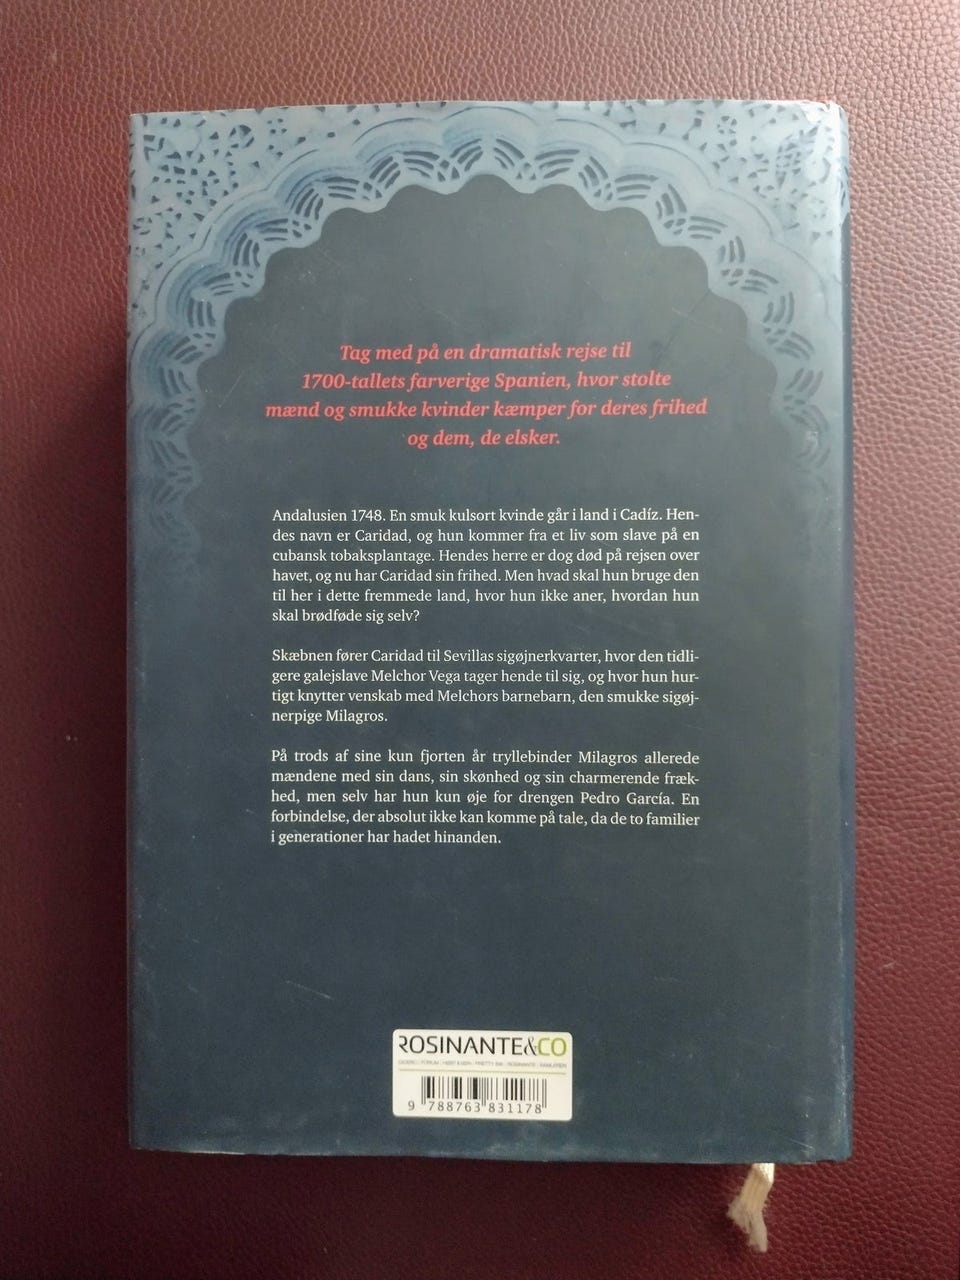 Tag med på en dramatisk rejse til
1700-tallets farverige Spanien, hvor stolte
mænd og smukke kvinder kæmper for deres frihed
og dem, de elsker.
Andalusien 1748. En smuk kulsort kvinde går i land i Cadíz. Hen-
des navn er Caridad, og hun kommer fra et liv som slave på en
cubansk tobaksplantage. Hendes herre er dog død på rejsen over
havet, og nu har Caridad sin frihed. Men hvad skal hun bruge den
til her i dette fremmede land, hvor hun ikke aner, hvordan hun
skal brødføde sig selv?
Skæbnen fører Caridad til Sevillas sigøjnerkvarter, hvor den tidli-
gere galejslave Melchor Vega tager hende til sig, og hvor hun hur-
tigt knytter venskab med Melchors barnebarn, den smukke sigøj-
nerpige Milagros.
På trods af sine kun fjorten år tryllebinder Milagros allerede
mændene med sin dans, sin skønhed og sin charmerende fræk-
hed, men selv har hun kun øje for drengen Pedro García. En
forbindelse, der absolut ikke kan komme på tale, da de to familier
i generationer har hadet hinanden.
ROSINANTE&CO
9 788763 831178